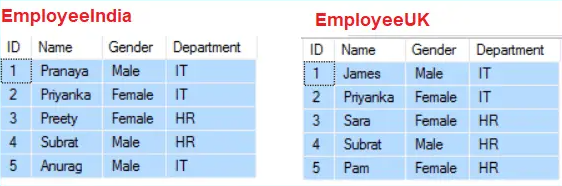 EmployeeIndia
ID Name Gender Department
1 Pranaya Male IT
2 Priyanka Female IT
3 Preety Female HR
4 Subrat Male HR
5 Anurag Male IT
EmployeeUK
ID Name Gender Department
1 James Male IT
2 Priyanka Female IT
3 Sara Female HR
4 Subrat Male HR
5 Pam Female HR